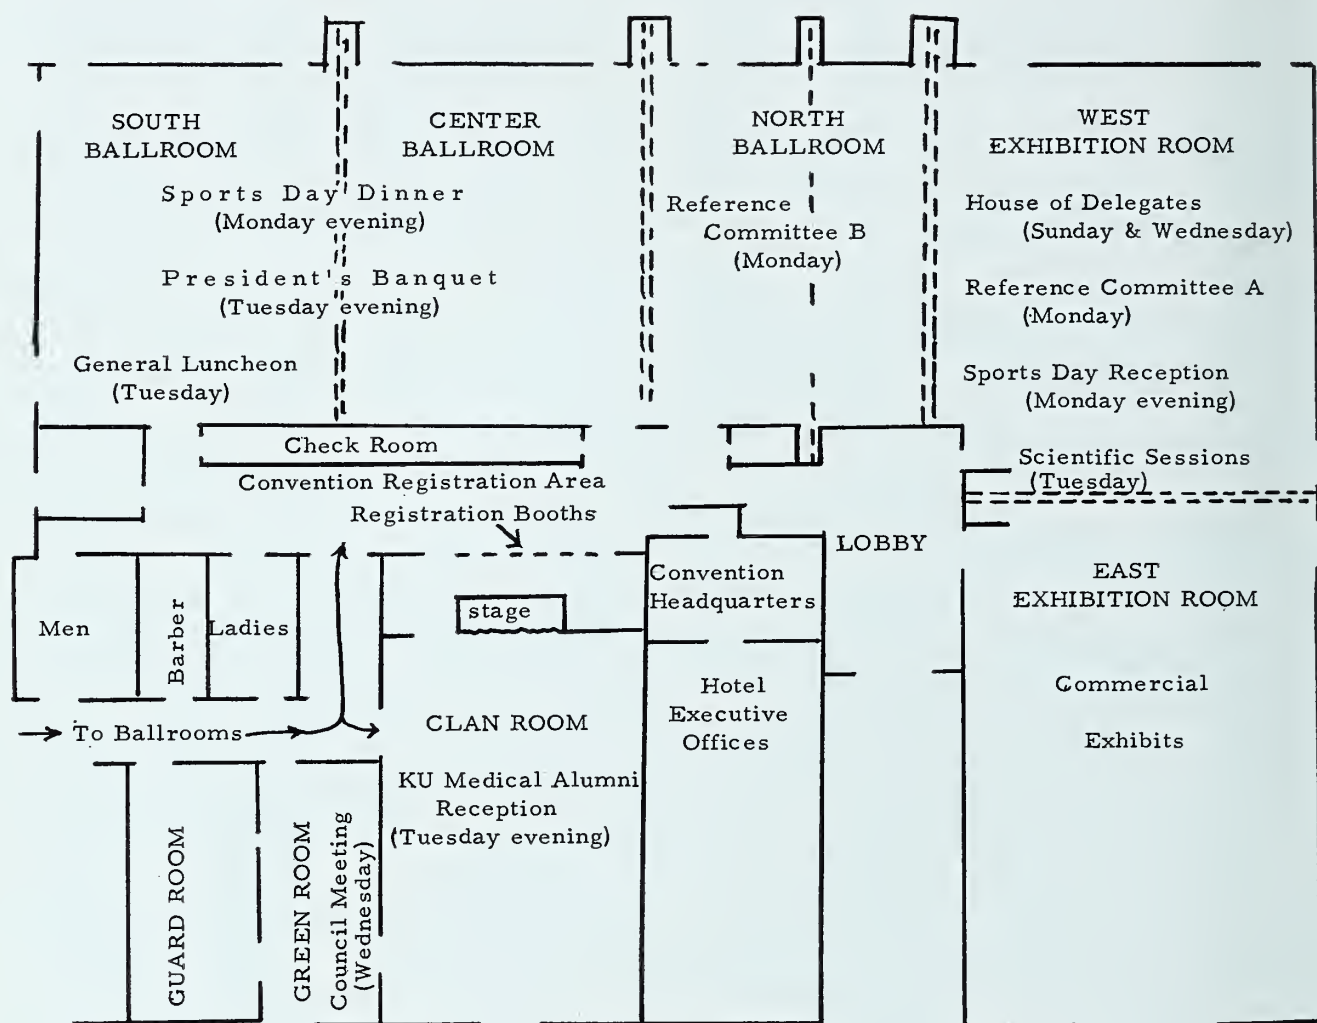 SOUTH
BALLROOM
CENTER
BALLROOM
NORTH
BALLROOM
WEST
EXHIBITION ROOM
Sports Day Dinner
(Monday evening)
President's Banquet
(Tuesday evening)
General Luncheon
(Tuesday)
Reference
Committee B
(Monday)
House of Delegates
(Sunday & Wednesday)
Reference Committee A
(Monday)
Sports Day Reception
(Monday evening)
Scientific Sessions
(Tuesday)
Check Room
Convention Registration Area
Registration Booths
LOBBY
Convention
Headquarters
EAST
EXHIBITION ROOM
Men
Barber
Ladies
stage
Hotel
Executive
Offices
Commercial
Exhibits
To Ballrooms
CLAN ROOM
KU Medical Alumni
Reception
(Tuesday evening)
GUARD ROOM
GREEN ROOM
Council Meeting
(Wednesday)